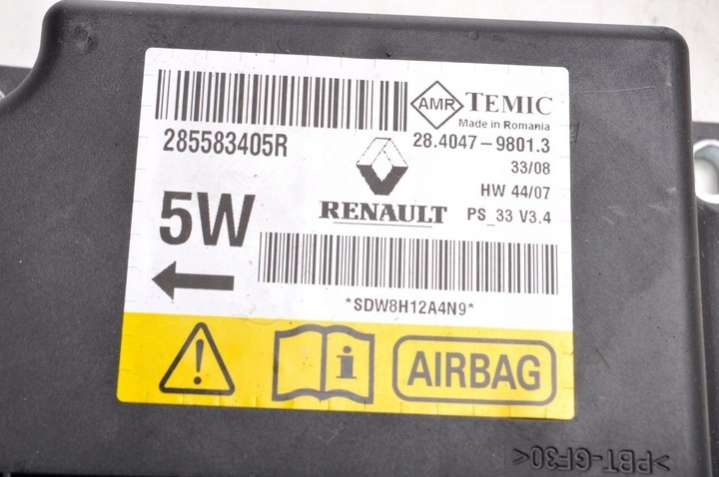 AMR TEMIC
Made in Romania
285583405R
28.4047-9801.3
33/08
HW 44/07
5W
RENAULT
PS_33 V3.4
*SDW8H12A4N9*
i
AIRBAG
>PBT-GF30<